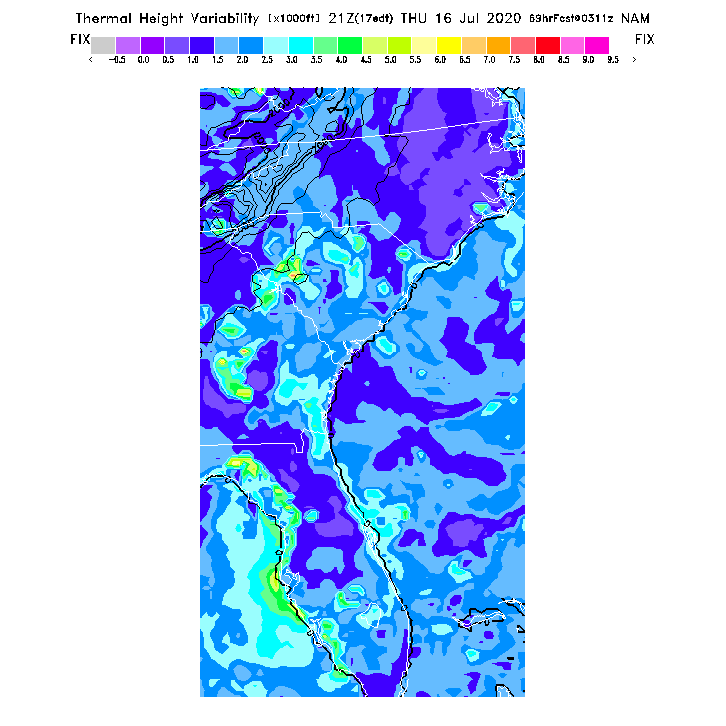 Thermal Height Variability [x1000ft] 21Z(17edt) THU 16 Jul 2020 69hrFcst@0311z NAM
FIX FIX
< -0.5 0.0 0.5 1.0 1.5 2.0 2.5 3.0 3.5 4.0 4.5 5.0 5.5 6.0 6.5 7.0 7.5 8.0 8.5 9.0 9.5 >